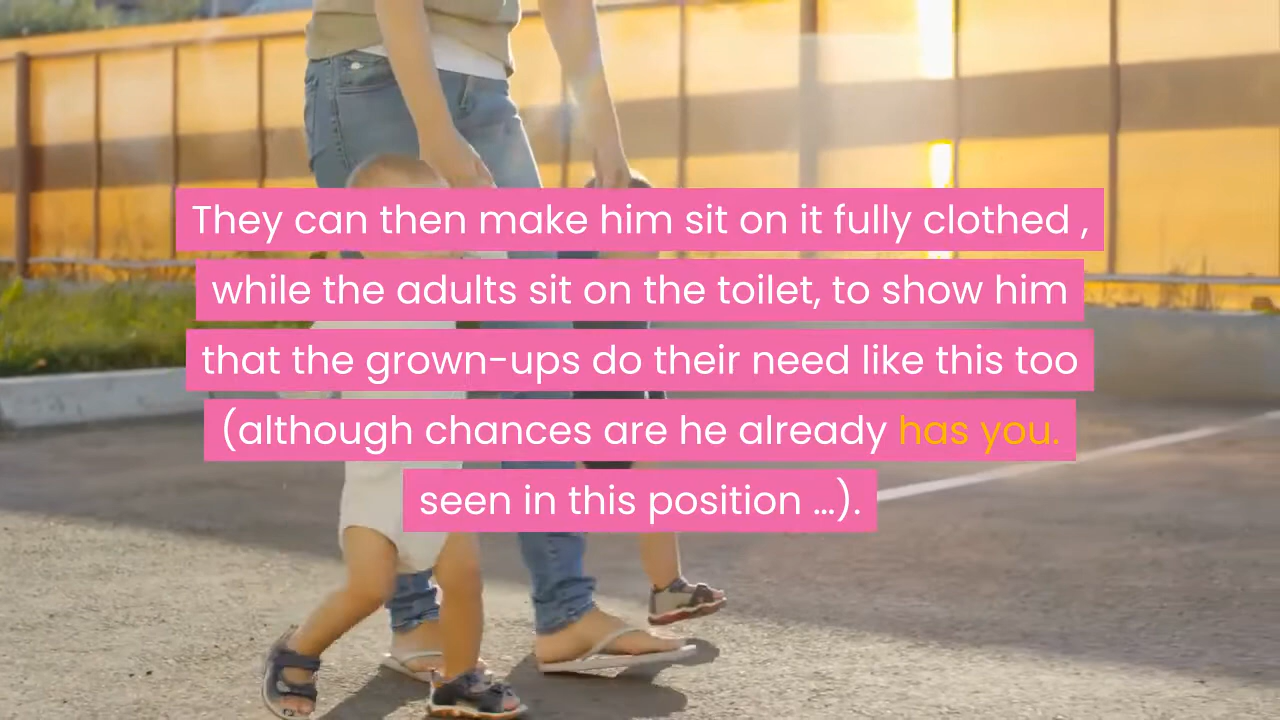 They can then make him sit on it fully clothed ,
while the adults sit on the toilet, to show him
that the grown-ups do their need like this too
(although chances are he already has you.
seen in this position ...).